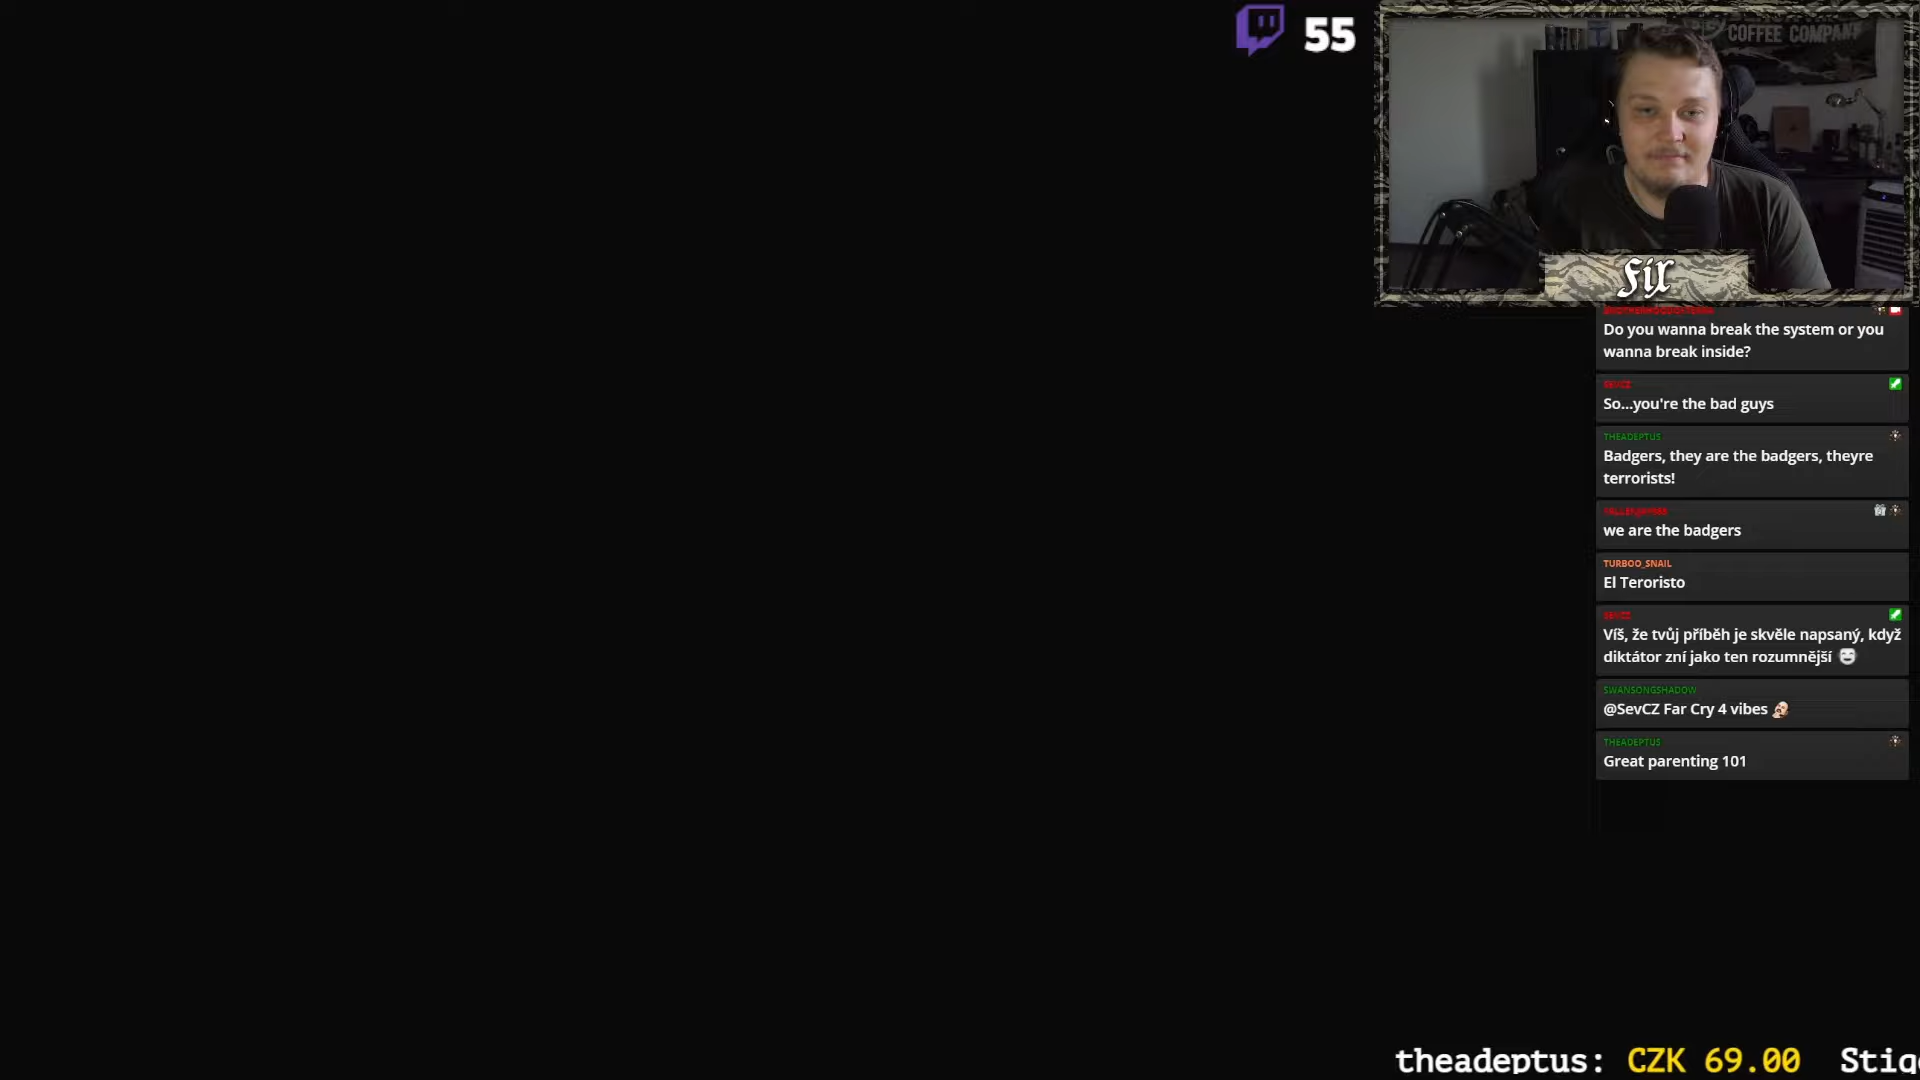 55
COFFEE COMPANY
Fix
Do you wanna break the system or you
wanna break inside?
SEVCZ
So...you're the bad guys
THEADEPTUS
Badgers, they are the badgers, theyre
terrorists!
we are the badgers
TURBOO_SNAIL
El Teroristo
SEVCZ
Víš, že tvůj příběh je skvěle napsaný, když
diktátor zní jako ten rozumnější
SWANSONGSHADOW
@SevCZ Far Cry 4 vibes
THEADEPTUS
Great parenting 101
theadeptus: CZK 69.00 Stig